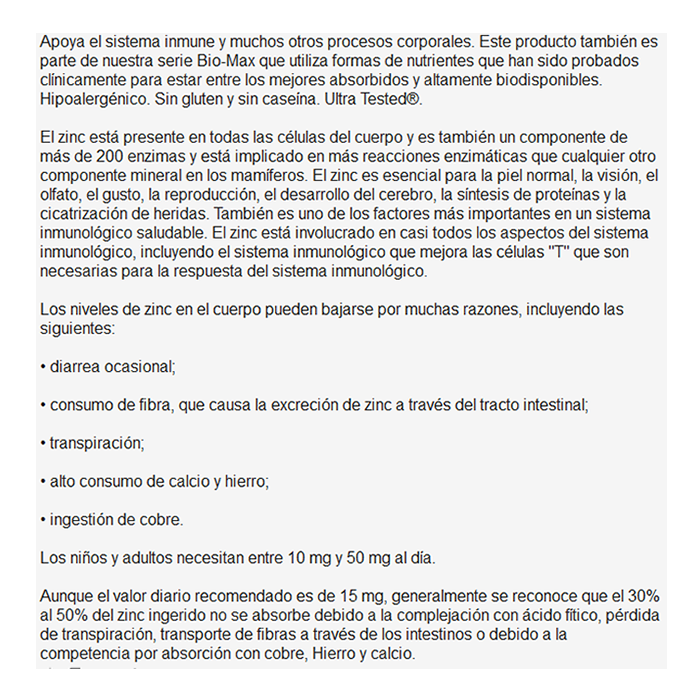 Apoya el sistema inmune y muchos otros procesos corporales. Este producto también es
parte de nuestra serie Bio-Max que utiliza formas de nutrientes que han sido probados
clínicamente para estar entre los mejores absorbidos y altamente biodisponibles.
Hipoalergénico. Sin gluten y sin caseína. Ultra Tested®.
El zinc está presente en todas las células del cuerpo y es también un componente de
más de 200 enzimas y está implicado en más reacciones enzimáticas que cualquier otro
componente mineral en los mamíferos. El zinc es esencial para la piel normal, la visión, el
olfato, el gusto, la reproducción, el desarrollo del cerebro, la síntesis de proteínas y la
cicatrización de heridas. También es uno de los factores más importantes en un sistema
inmunológico saludable. El zinc está involucrado en casi todos los aspectos del sistema
inmunológico, incluyendo el sistema inmunológico que mejora las células "T" que son
necesarias para la respuesta del sistema inmunológico.
Los niveles de zinc en el cuerpo pueden bajarse por muchas razones, incluyendo las
siguientes:
• diarrea ocasional;
• consumo de fibra, que causa la excreción de zinc a través del tracto intestinal;
• transpiración;
• alto consumo de calcio y hierro;
• ingestión de cobre.
Los niños y adultos necesitan entre 10 mg y 50 mg al día.
Aunque el valor diario recomendado es de 15 mg, generalmente se reconoce que el 30%
al 50% del zinc ingerido no se absorbe debido a la complejación con ácido fítico, pérdida
de transpiración, transporte de fibras a través de los intestinos o debido a la
competencia por absorción con cobre, Hierro y calcio.